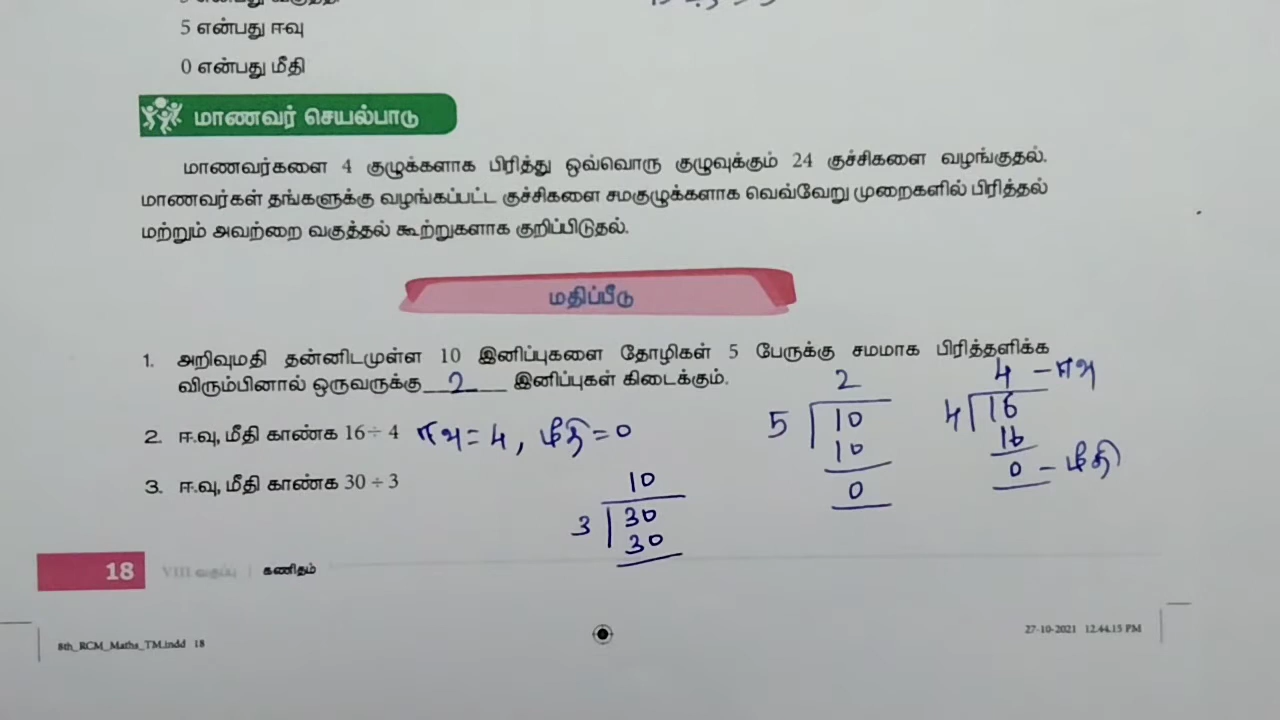 5 என்பது ஈவு
0 என்பது மீதி
மாணவர் செயல்பாடு
மாணவர்களை 4 குழுக்களாக பிரித்து ஒவ்வொரு குழுவுக்கும் 24 குச்சிகளை வழங்குதல்.
மாணவர்கள் தங்களுக்கு வழங்கப்பட்ட குச்சிகளை சமகுழுக்களாக வெவ்வேறு முறைகளில் பிரித்தல்
மற்றும் அவற்றை வகுத்தல் கூற்றுகளாக குறிப்பிடுதல்.
மதிப்பீடு
1. அறிவுமதி தன்னிடமுள்ள 10 இனிப்புகளை தோழிகள் 5 பேருக்கு சமமாக பிரித்தளிக்க
விரும்பினால் ஒருவருக்கு 2 இனிப்புகள் கிடைக்கும்.
2. ஈ.வு, மீதி காண்க 16÷ 4 ஈவு = 4, மீதி = 0
3. ஈ.வு, மீதி காண்க 30 ÷ 3
10
3 30
30
2
5 10
10
0
4 – ஈவு
4 16
16
0 – மீதி
18 VIII வகுப்பு | கணிதம்
8th_RCM_Maths_TM.indd 18
27-10-2021 12.44.15 PM